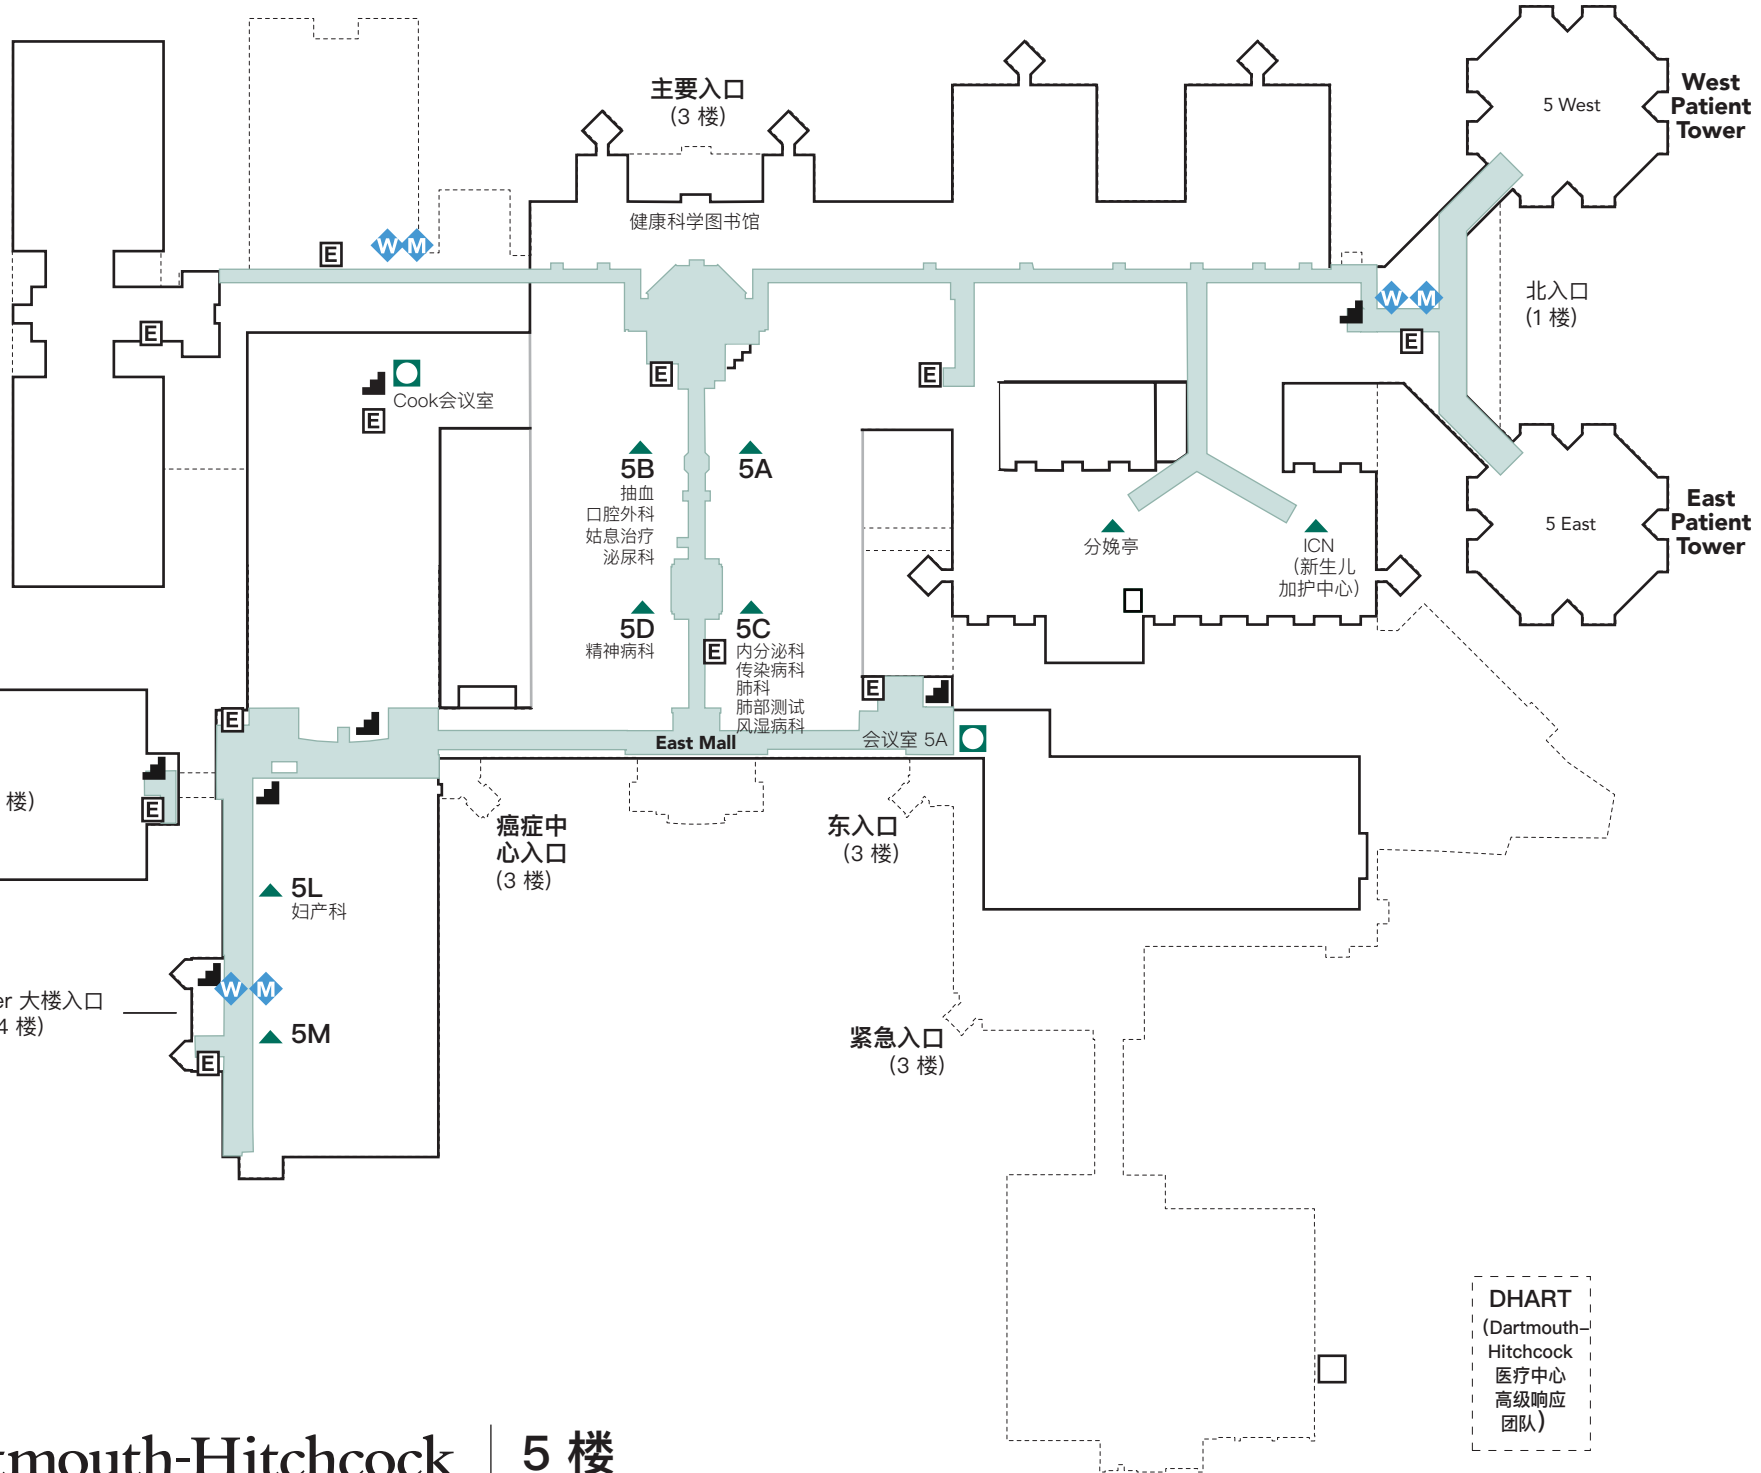 主要入口
(3 楼)
健康科学图书馆
5 West
West
Patient
Tower
W M
E
E
W M
E
北入口
(1 楼)
E
E
Cook会议室
E
5B
抽血
口腔外科
姑息治疗
泌尿科
5A
分娩亭
ICN
（新生儿
加护中心）
5 East
East
Patient
Tower
5D
精神病科
E
5C
内分泌科
传染病科
肺科
肺部测试
风湿病科
E
E
East Mall
会议室 5A
楼)
E
癌症中
心入口
(3 楼)
东入口
(3 楼)
5L
妇产科
W M
er 大楼入口
4 楼)
5M
E
紧急入口
(3 楼)
DHART
(Dartmouth–
Hitchcock
医疗中心
高级响应
团队)
tmouth-Hitchcock
5 楼